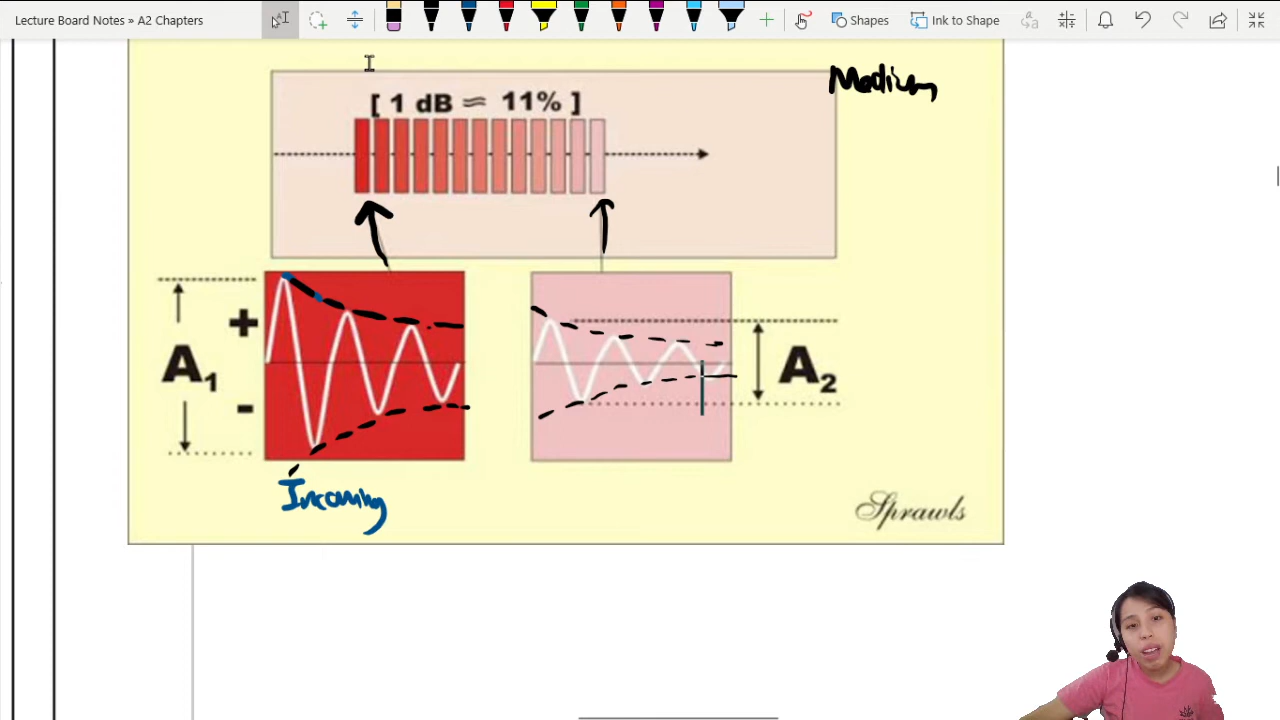 Lecture Board Notes » A2 Chapters
Shapes
Ink to Shape
Medium
[ 1 dB ≈ 11% ]
+
A1
-
A2
Incoming
Sprawls